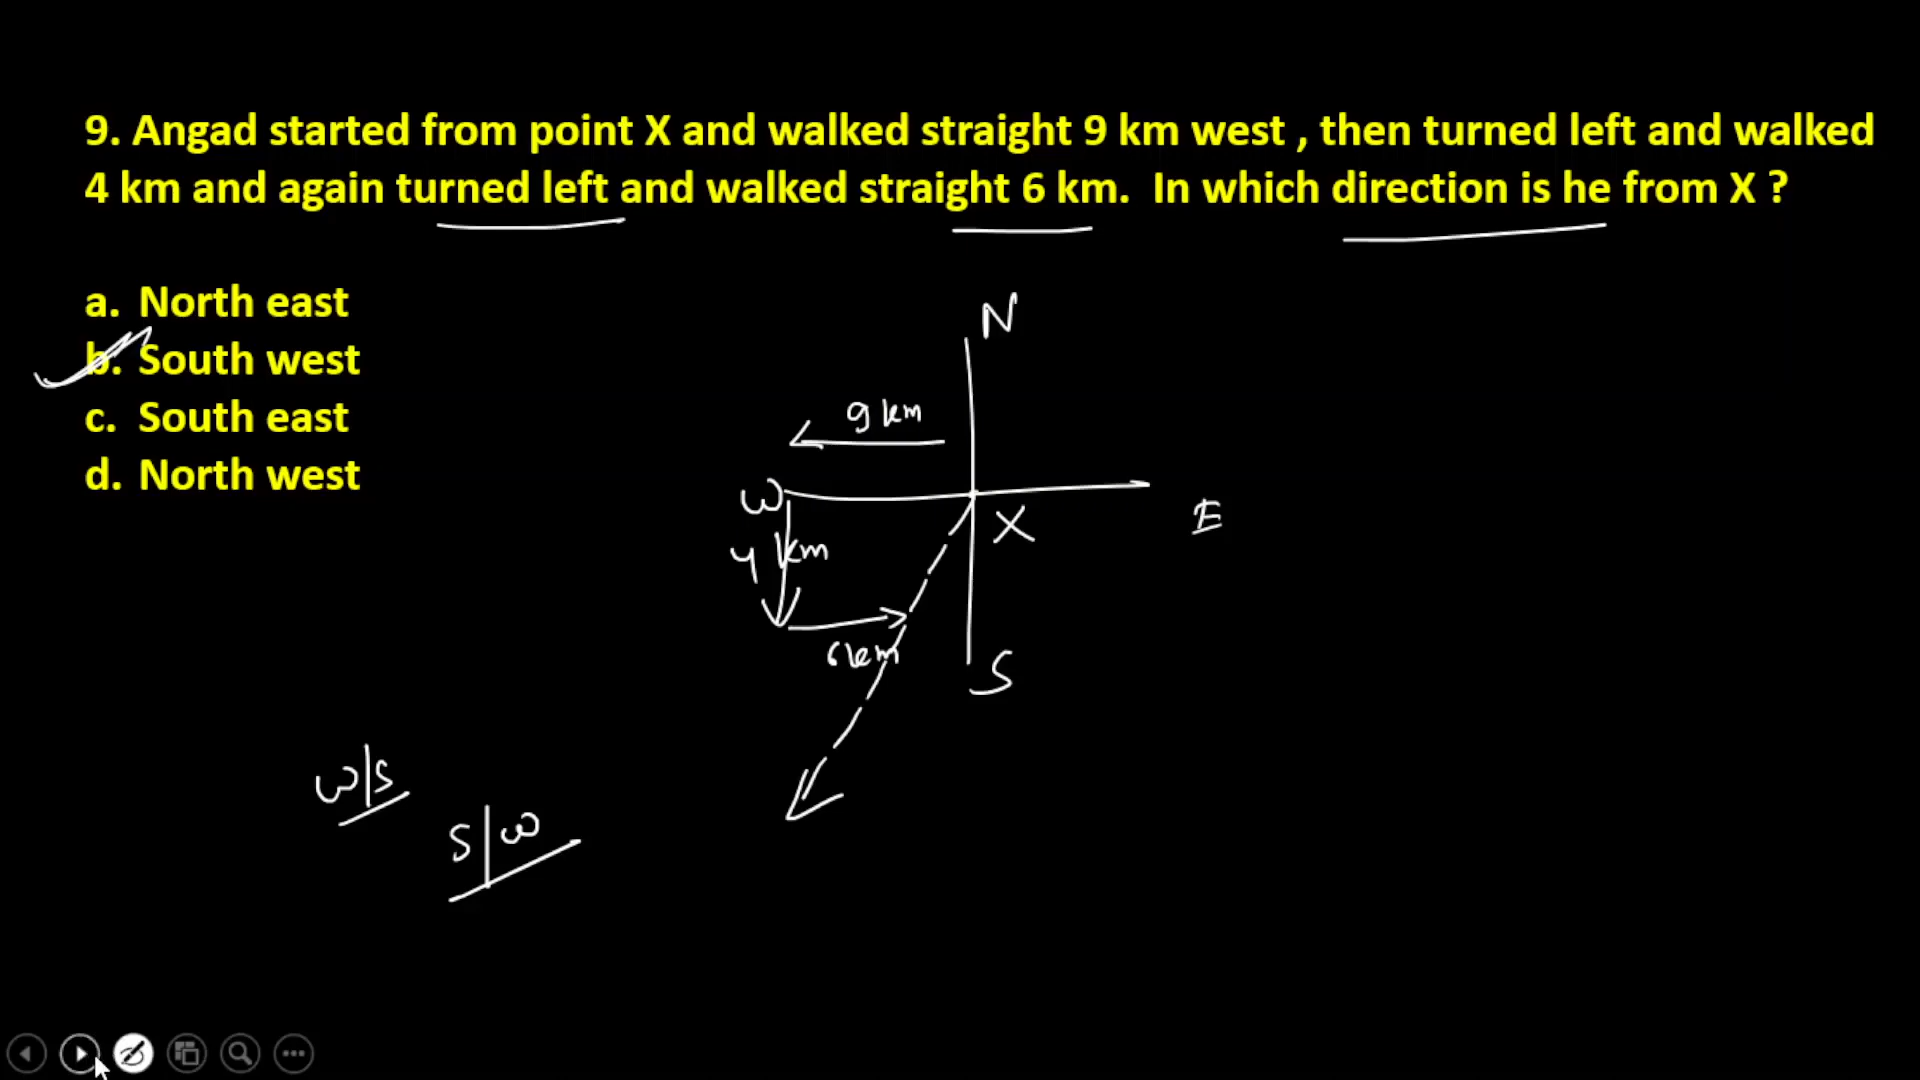 9. Angad started from point X and walked straight 9 km west , then turned left and walked
4 km and again turned left and walked straight 6 km.  In which direction is he from X ?
a. North east
b. South west
c. South east
d. North west
N
9 km
W
E
X
4 km
6km
S
W|S
S|W